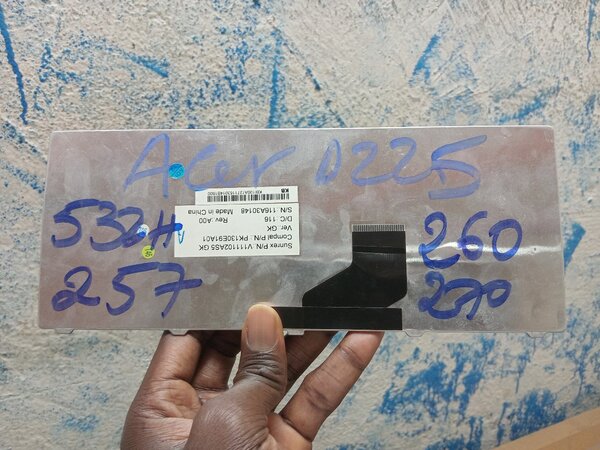 Acer D225
532H
257
260
270
Sunrex P/N. V111102AS5 GK
Compal P/N. PK130E91A01
Ver. GK
D/C. 116 Rev. A00
S/N. 116A30148 Made in China
KB